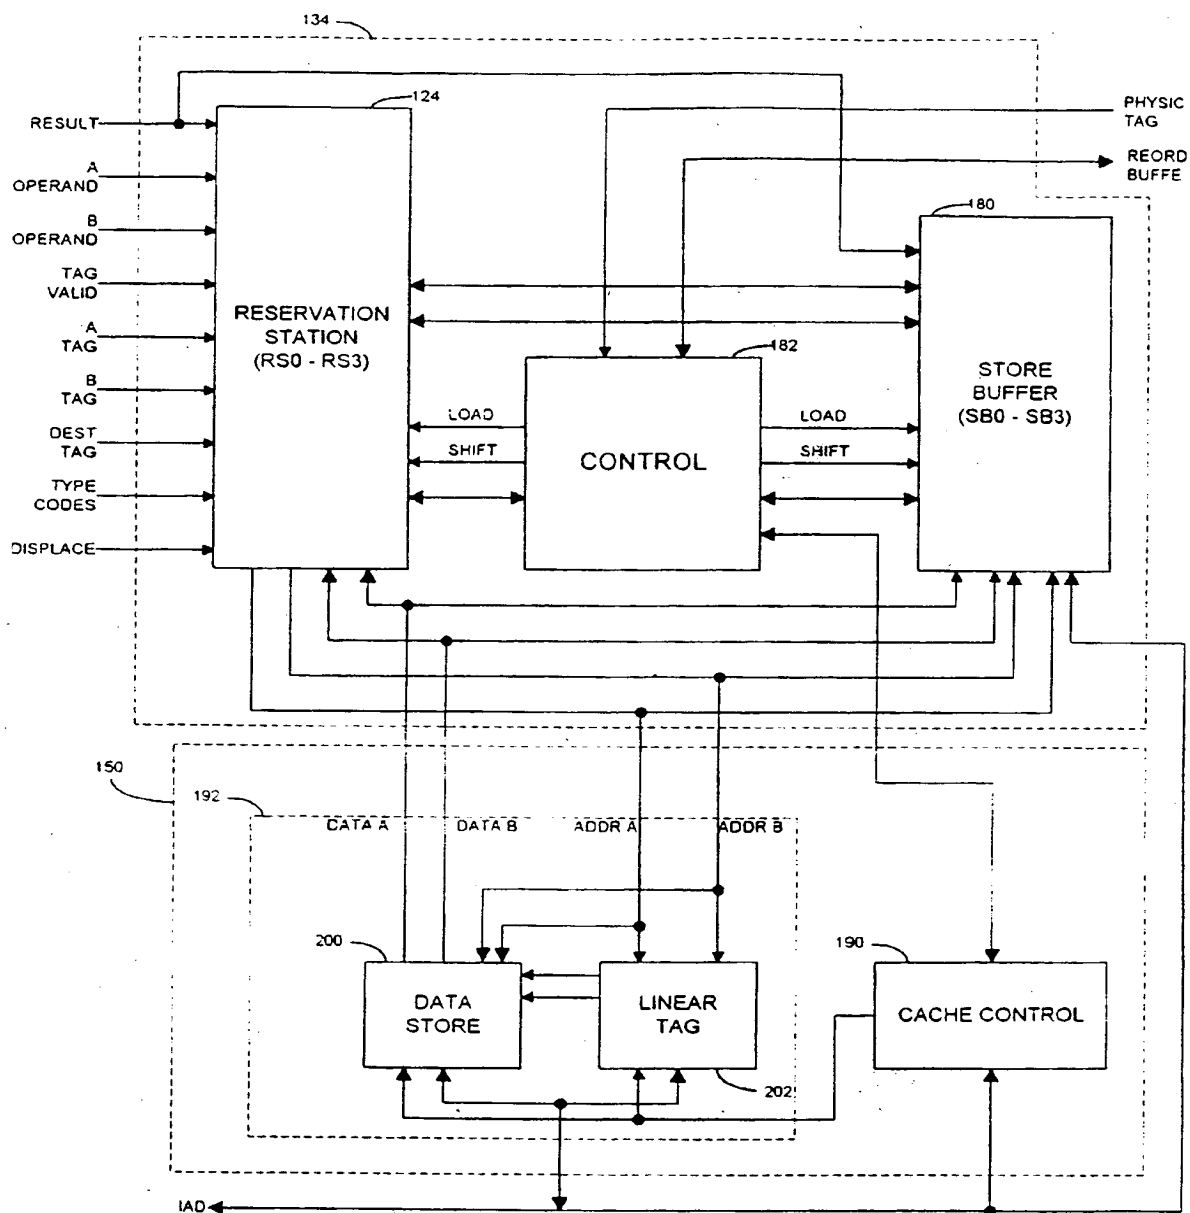 134
124
RESULT
PHYSIC
TAG
A
OPERAND
REORD
BUFFE
180
B
OPERAND
TAG
VALID
RESERVATION
STATION
(RS0 - RS3)
A
TAG
182
STORE
BUFFER
(SB0 - SB3)
B
TAG
LOAD
LOAD
DEST
TAG
SHIFT
CONTROL
SHIFT
TYPE
CODES
DISPLACE
150
192
DATA A
DATA B
ADDR A
ADDR B
200
190
DATA
STORE
LINEAR
TAG
CACHE CONTROL
202
IAD